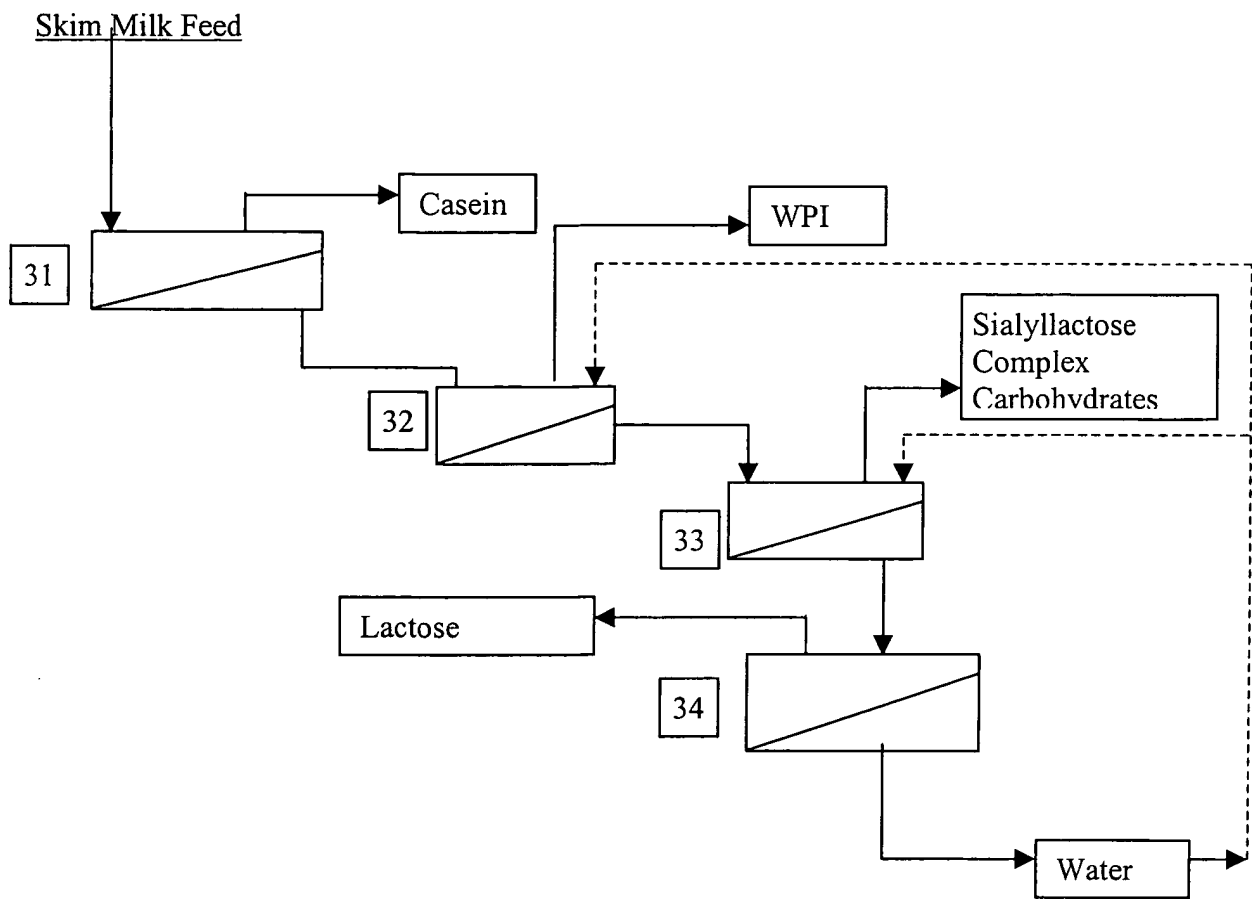 Skim Milk Feed
Casein
WPI
31
Sialyllactose
Complex
Carbohydrates
32
33
Lactose
34
Water